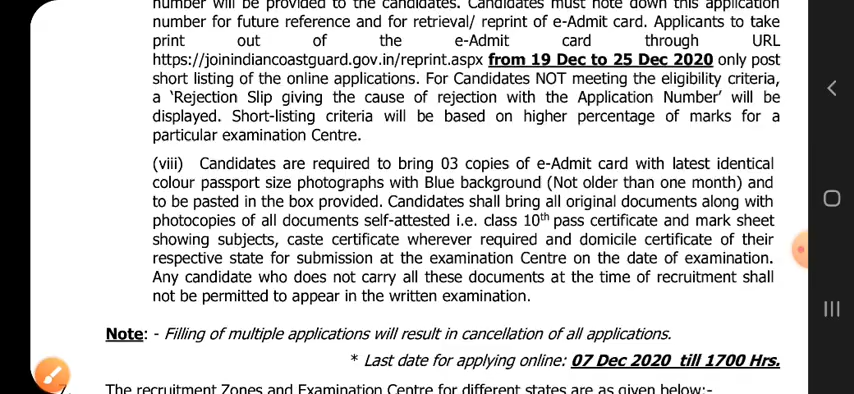 number will be provided to the candidates. Candidates must note down this application
number for future reference and for retrieval/ reprint of e-Admit card. Applicants to take
print out of the e-Admit card through URL
https://joinindiancoastguard.gov.in/reprint.aspx from 19 Dec to 25 Dec 2020 only post
short listing of the online applications. For Candidates NOT meeting the eligibility criteria,
a ‘Rejection Slip giving the cause of rejection with the Application Number’ will be
displayed. Short-listing criteria will be based on higher percentage of marks for a
particular examination Centre.
(viii) Candidates are required to bring 03 copies of e-Admit card with latest identical
colour passport size photographs with Blue background (Not older than one month) and
to be pasted in the box provided. Candidates shall bring all original documents along with
photocopies of all documents self-attested i.e. class 10th pass certificate and mark sheet
showing subjects, caste certificate wherever required and domicile certificate of their
respective state for submission at the examination Centre on the date of examination.
Any candidate who does not carry all these documents at the time of recruitment shall
not be permitted to appear in the written examination.
Note: - Filling of multiple applications will result in cancellation of all applications.
* Last date for applying online: 07 Dec 2020 till 1700 Hrs.
7. The recruitment Zones and Examination Centre for different states are as given below:-